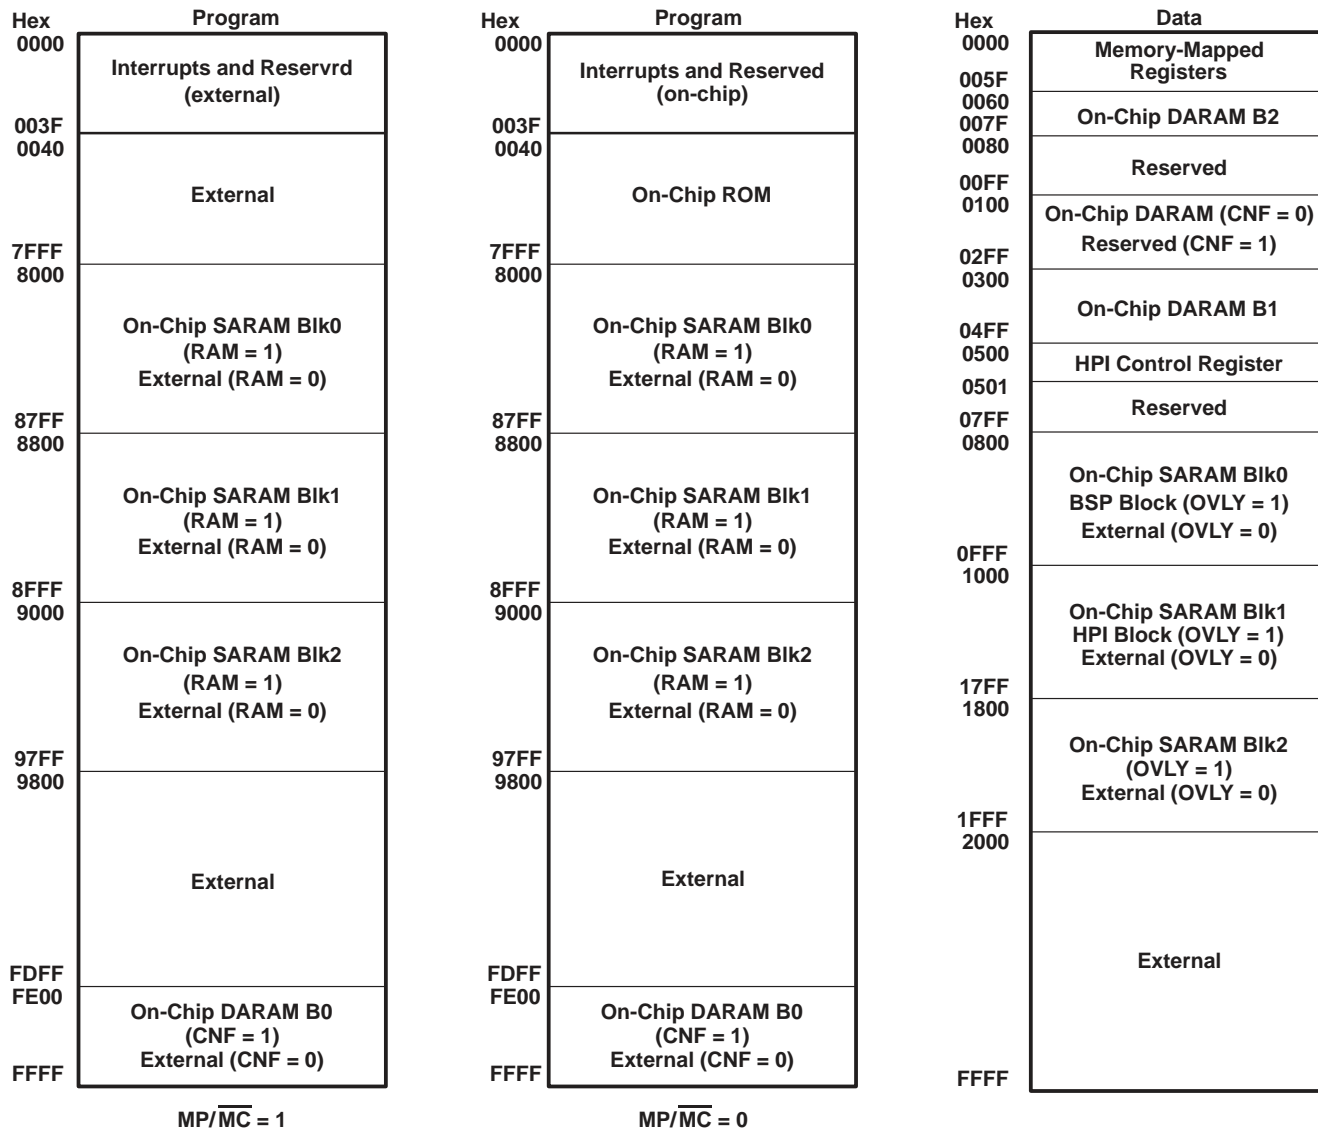 Hex
Program
0000
Interrupts and Reservrd
(external)
003F
0040
External
7FFF
8000
On-Chip SARAM Blk0
(RAM = 1)
External (RAM = 0)
87FF
8800
On-Chip SARAM Blk1
(RAM = 1)
External (RAM = 0)
8FFF
9000
On-Chip SARAM Blk2
(RAM = 1)
External (RAM = 0)
97FF
9800
External
FDFF
FE00
On-Chip DARAM B0
(CNF = 1)
External (CNF = 0)
FFFF
MP/MC = 1
Hex
Program
0000
Interrupts and Reserved
(on-chip)
003F
0040
On-Chip ROM
7FFF
8000
On-Chip SARAM Blk0
(RAM = 1)
External (RAM = 0)
87FF
8800
On-Chip SARAM Blk1
(RAM = 1)
External (RAM = 0)
8FFF
9000
On-Chip SARAM Blk2
(RAM = 1)
External (RAM = 0)
97FF
9800
External
FDFF
FE00
On-Chip DARAM B0
(CNF = 1)
External (CNF = 0)
FFFF
MP/MC = 0
Hex
Data
0000
Memory-Mapped
Registers
005F
0060
On-Chip DARAM B2
007F
0080
Reserved
00FF
0100
On-Chip DARAM (CNF = 0)
Reserved (CNF = 1)
02FF
0300
On-Chip DARAM B1
04FF
0500
HPI Control Register
0501
Reserved
07FF
0800
On-Chip SARAM Blk0
BSP Block (OVLY = 1)
External (OVLY = 0)
0FFF
1000
On-Chip SARAM Blk1
HPI Block (OVLY = 1)
External (OVLY = 0)
17FF
1800
On-Chip SARAM Blk2
(OVLY = 1)
External (OVLY = 0)
1FFF
2000
External
FFFF